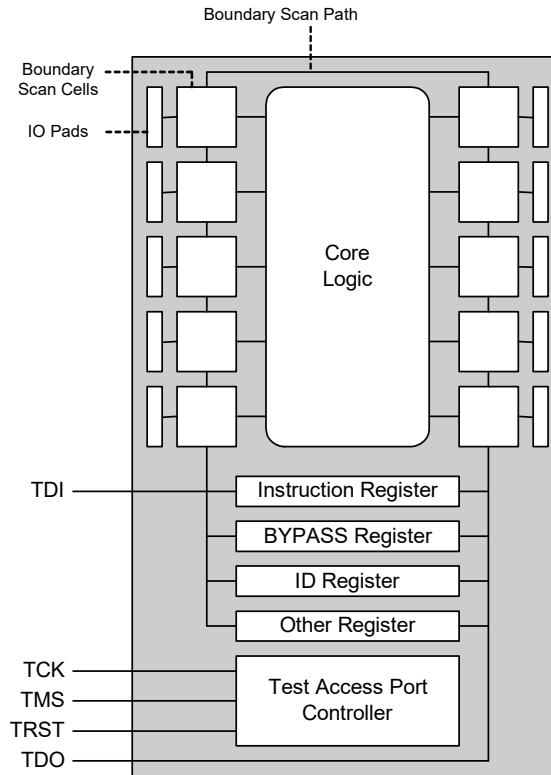 Boundary Scan Path
Boundary
Scan Cells
IO Pads
Core
Logic
TDI
Instruction Register
BYPASS Register
ID Register
Other Register
TCK
TMS
TRST
TDO
Test Access Port
Controller